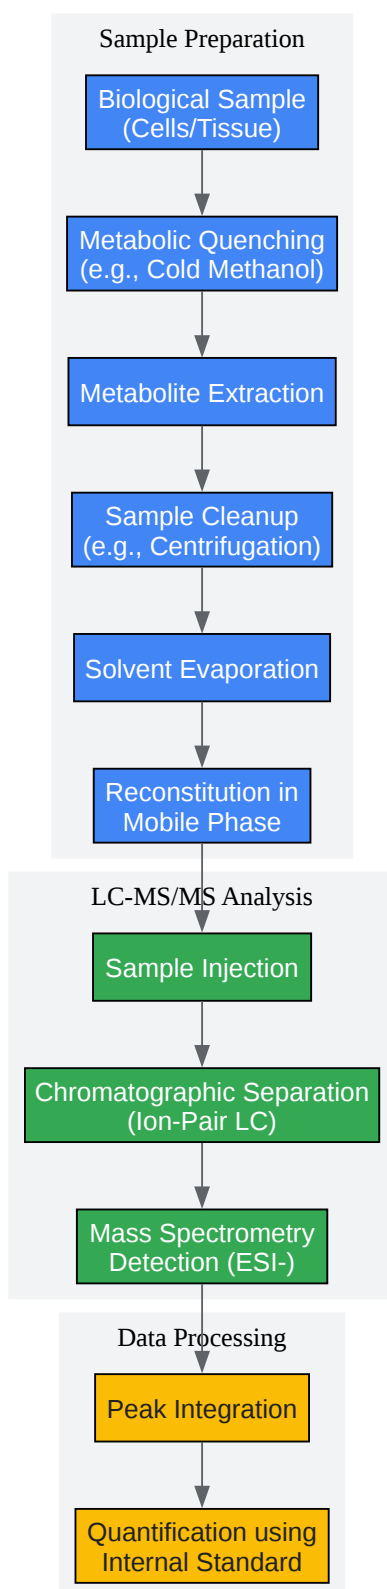 Sample Preparation
Biological Sample
(Cells/Tissue)
Metabolic Quenching
(e.g., Cold Methanol)
Metabolite Extraction
Sample Cleanup
(e.g., Centrifugation)
Solvent Evaporation
Reconstitution in
Mobile Phase
LC-MS/MS Analysis
Sample Injection
Chromatographic Separation
(Ion-Pair LC)
Mass Spectrometry
Detection (ESI-)
Data Processing
Peak Integration
Quantification using
Internal Standard